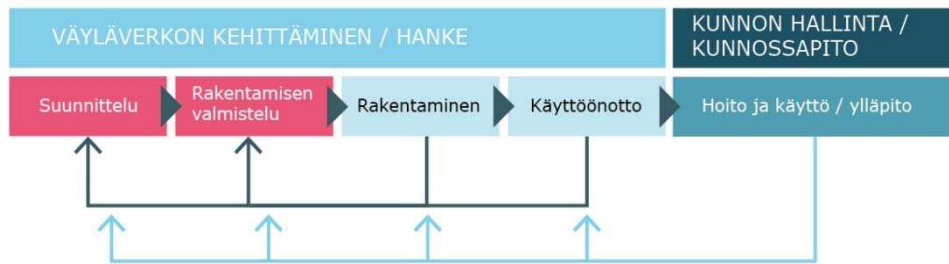 VÄYLÄVERKON KEHITTÄMINEN / HANKE
KUNNON HALLINTA /
KUNNOSSAPITO
Suunnittelu
Rakentamisen
valmistelu
Rakentaminen
Käyttöönotto
Hoito ja käyttö / ylläpito